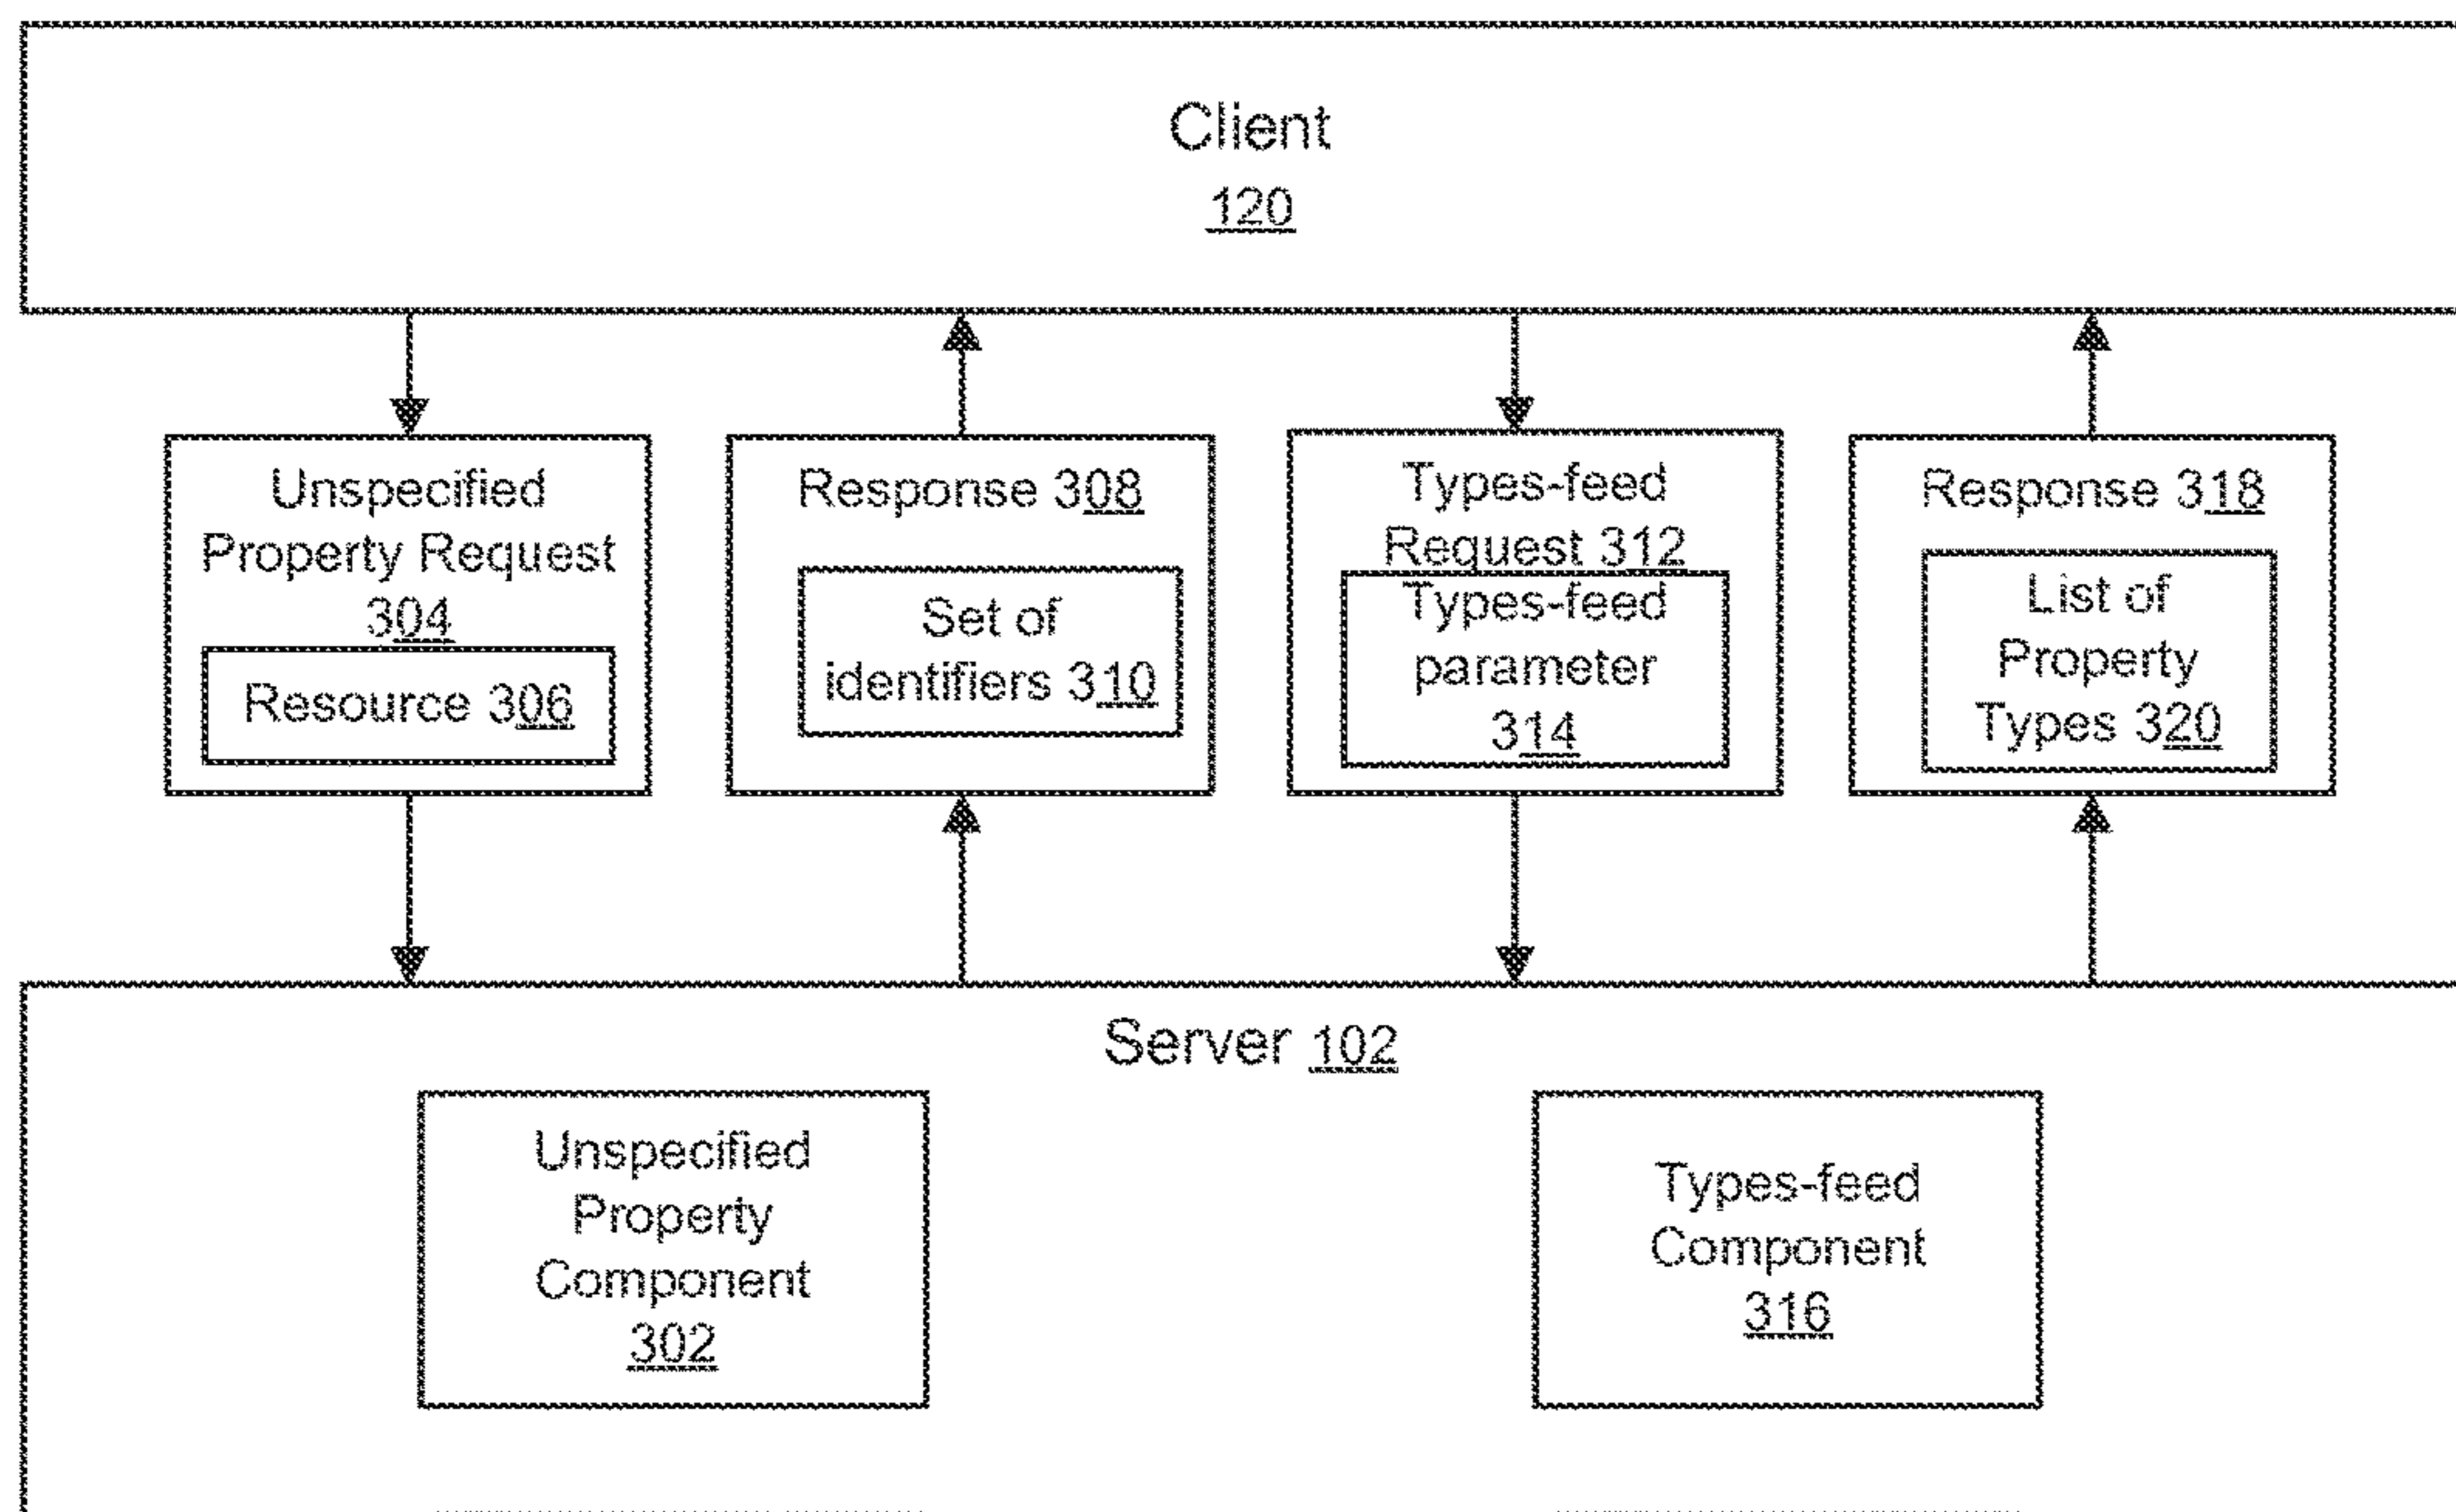 Client
120
Unspecified
Property Request
304
Resource 306
Response 308
Set of
identifiers 310
Types-feed
Request 312
Types-feed
parameter
314
Response 318
List of
Property
Types 320
Server 102
Unspecified
Property
Component
302
Types-feed
Component
316